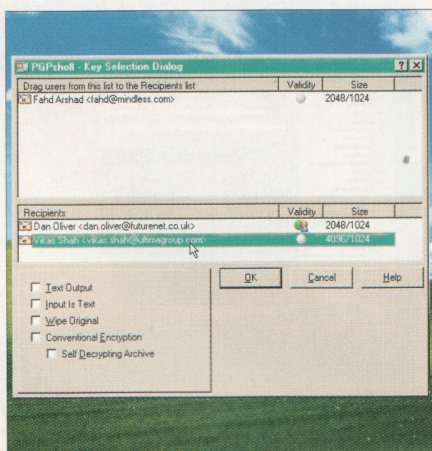 PGPshell - Key Selection Dialog
Drag users from this list to the Recipients list Validity Size
Fahd Arshad <fahd@mindless.com> 2048/1024
Recipients Validity Size
Dan Oliver <dan.oliver@futurenet.co.uk> 2048/1024
Vikas Shah <vikas.shah@ultimagroup.com> 4096/1024
OK Cancel Help
Text Output
Input Is Text
Wipe Original
Conventional Encryption
Self Decrypting Archive